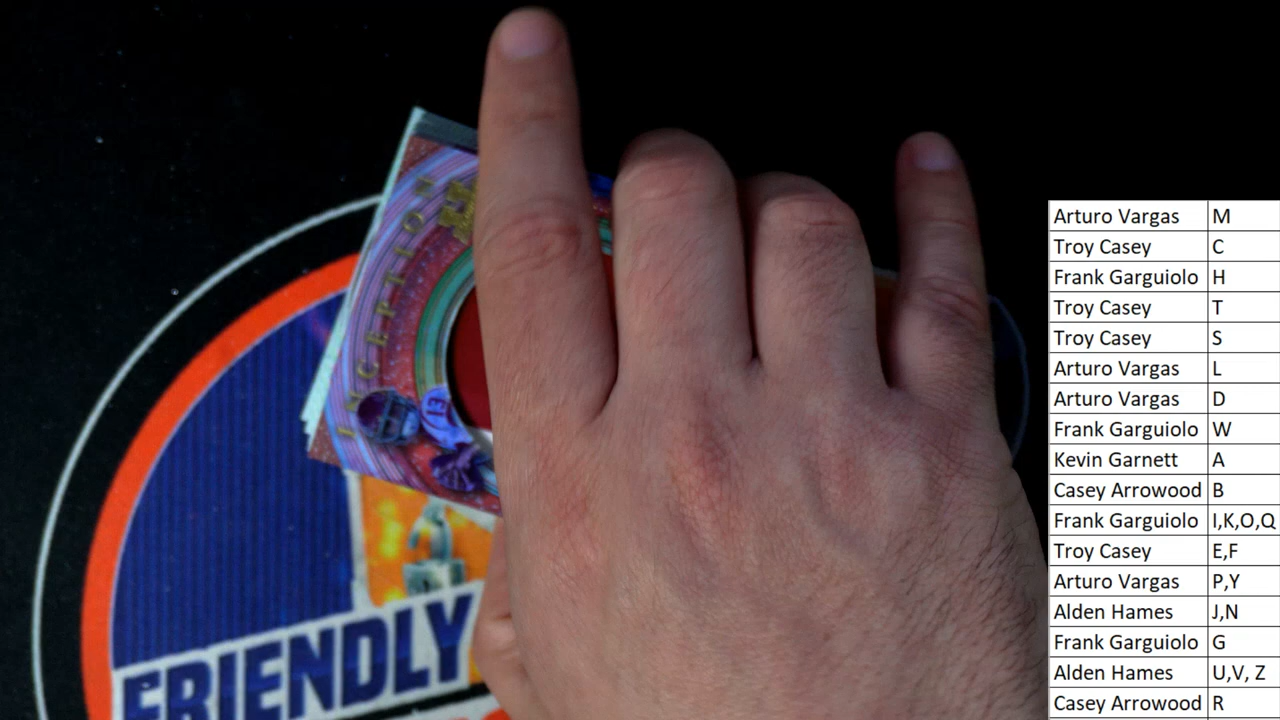 INCEPTION
FRIENDLY
Arturo Vargas M
Troy Casey C
Frank Garguiolo H
Troy Casey T
Troy Casey S
Arturo Vargas L
Arturo Vargas D
Frank Garguiolo W
Kevin Garnett A
Casey Arrowood B
Frank Garguiolo I,K,O,Q
Troy Casey E,F
Arturo Vargas P,Y
Alden Hames J,N
Frank Garguiolo G
Alden Hames U,V, Z
Casey Arrowood R